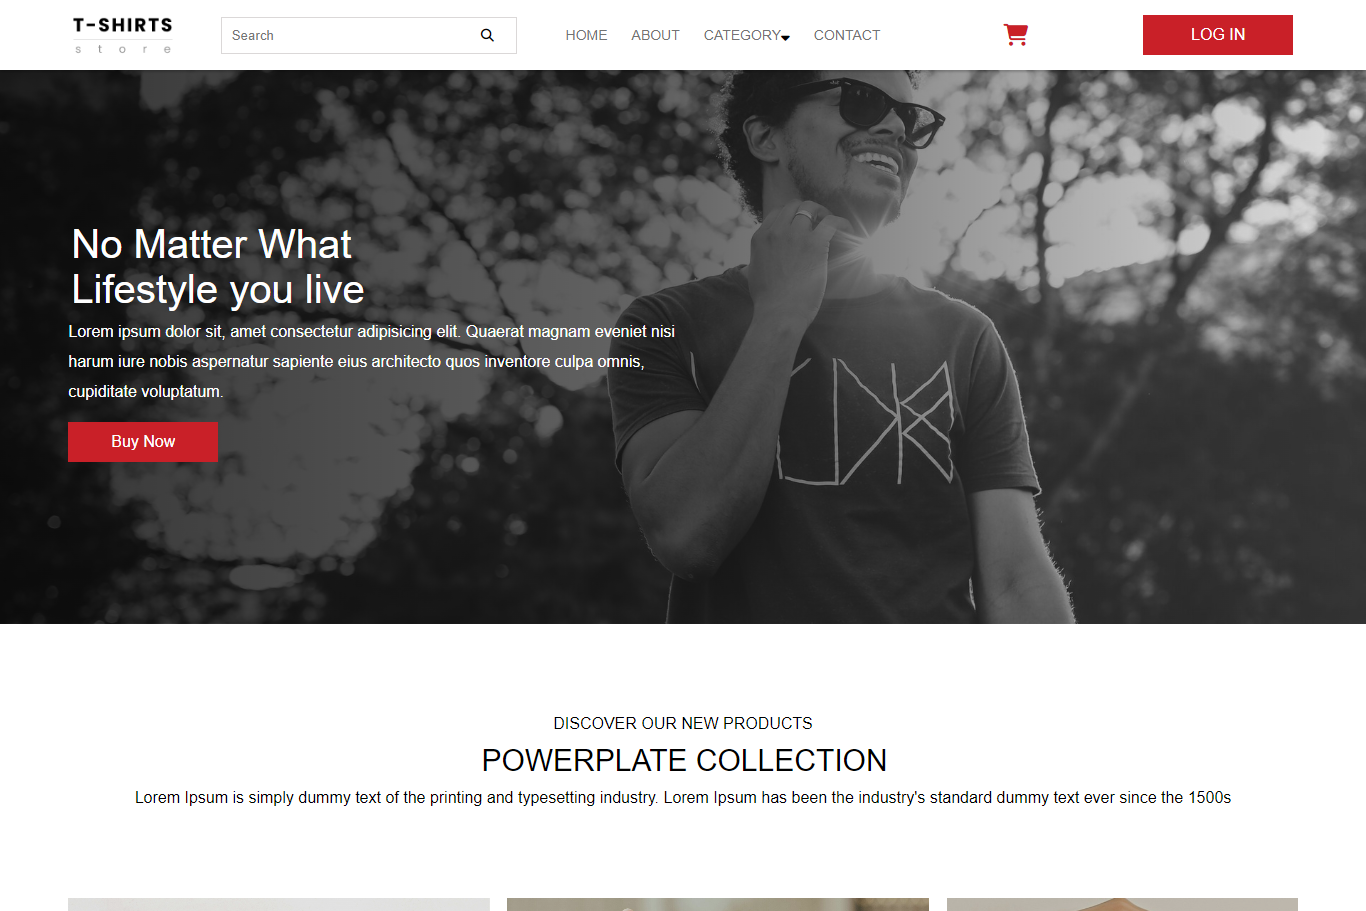 T-SHIRTS
store
Search
HOME
ABOUT
CATEGORY
CONTACT
LOG IN
No Matter What
Lifestyle you live
Lorem ipsum dolor sit, amet consectetur adipisicing elit. Quaerat magnam eveniet nisi
harum iure nobis aspernatur sapiente eius architecto quos inventore culpa omnis,
cupiditate voluptatum.
Buy Now
DISCOVER OUR NEW PRODUCTS
POWERPLATE COLLECTION
Lorem Ipsum is simply dummy text of the printing and typesetting industry. Lorem Ipsum has been the industry's standard dummy text ever since the 1500s